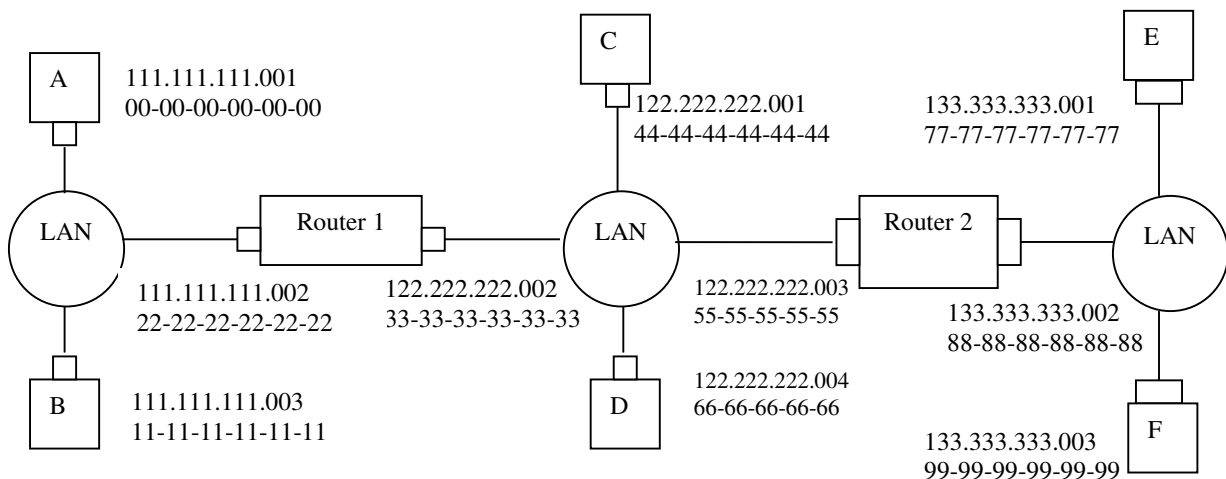 A
111.111.111.001
00-00-00-00-00-00
C
122.222.222.001
44-44-44-44-44-44
E
133.333.333.001
77-77-77-77-77-77
LAN
Router 1
LAN
Router 2
LAN
111.111.111.002
22-22-22-22-22-22
122.222.222.002
33-33-33-33-33-33
122.222.222.003
55-55-55-55-55
133.333.333.002
88-88-88-88-88-88
B
111.111.111.003
11-11-11-11-11-11
D
122.222.222.004
66-66-66-66-66
133.333.333.003
99-99-99-99-99-99
F